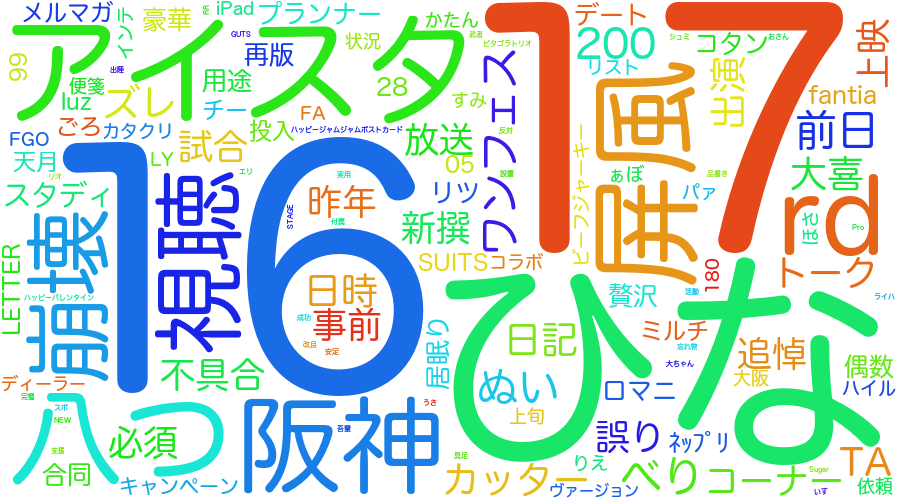 メルマガ
豪華
iPad
プランナー
かたん
17
デート
200
コタン
上映
アイスタ
インテ
GUTS
再版
状況
武者
ピタゴラトリオ
シュミ
おさん
リスト
99
便箋
luz
ズレ
用途
28
ワンフェス
屏風
出演
fantia
出陣
チー
FA
すみ
FGO
ごろ
カタクリ
投入
ハッピージャムジャムポストカード
放送
反対
前日
天月
LY
試合
05
ビーフジャーキー
大喜
スタディ
エリ
実用
リツ
設置
ぁぼ
パァ
品書き
リオ
16
昨年
新撰
rd
ほさ
Pro
崩壊
視聴
STAGE
付属
LETTER
SUITS
コラボ
180
トーク
ハッピーバレンタイン
日時
贅沢
活動
ライハ
成功
事前
居眠り
ひな
日記
ミルチ
改良
安定
忘れ物
追悼
偶数
不具合
大ちゃん
ディーラー
ぬい
ロマニ
大阪
ハイル
完璧
八つ
阪神
うさ
スポ
NEW
上旬
必須
吾輩
誤り
ﾈｯﾌﾟﾘ
支援
合同
具足
りえ
べり
コーナー
TA
キャンペーン
カッター
ヴァージョン
Sugar
いす
依頼